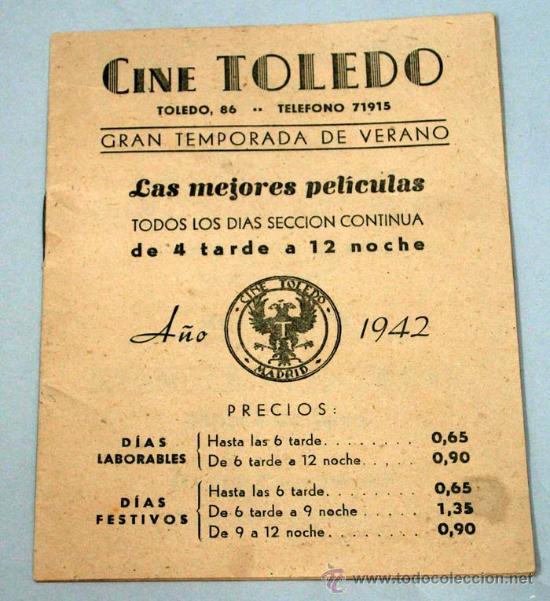 CINE TOLEDO
TOLEDO, 86 •• TELEFONO 71915
GRAN TEMPORADA DE VERANO
Las mejores películas
TODOS LOS DIAS SECCION CONTINUA
de 4 tarde a 12 noche
Año 1942
CINE TOLEDO
MADRID
PRECIOS:
DÍAS LABORABLES
Hasta las 6 tarde........ 0,65
De 6 tarde a 12 noche..... 0,90
DÍAS FESTIVOS
Hasta las 6 tarde........ 0,65
De 6 tarde a 9 noche...... 1,35
De 9 a 12 noche......... 0,90
www.todocoleccion.net